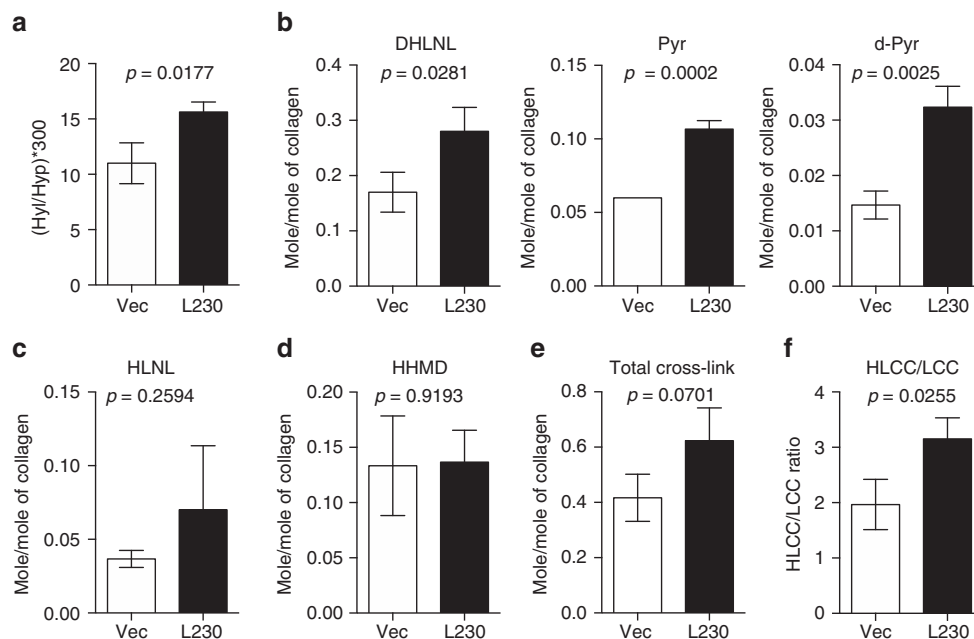 a
p = 0.0177
(Hyl/Hyp)*300
20
15
10
5
0
Vec
L230
b
DHLNL
p = 0.0281
Mole/mole of collagen
0.4
0.3
0.2
0.1
0.0
Vec
L230
Pyr
p = 0.0002
Mole/mole of collagen
0.15
0.10
0.05
0.00
Vec
L230
d-Pyr
p = 0.0025
Mole/mole of collagen
0.04
0.03
0.02
0.01
0.00
Vec
L230
c
HLNL
p = 0.2594
Mole/mole of collagen
0.15
0.10
0.05
0.00
Vec
L230
d
HHMD
p = 0.9193
Mole/mole of collagen
0.20
0.15
0.10
0.05
0.00
Vec
L230
e
Total cross-link
p = 0.0701
Mole/mole of collagen
0.8
0.6
0.4
0.2
0.0
Vec
L230
f
HLCC/LCC
p = 0.0255
HLCC/LCC ratio
4
3
2
1
0
Vec
L230